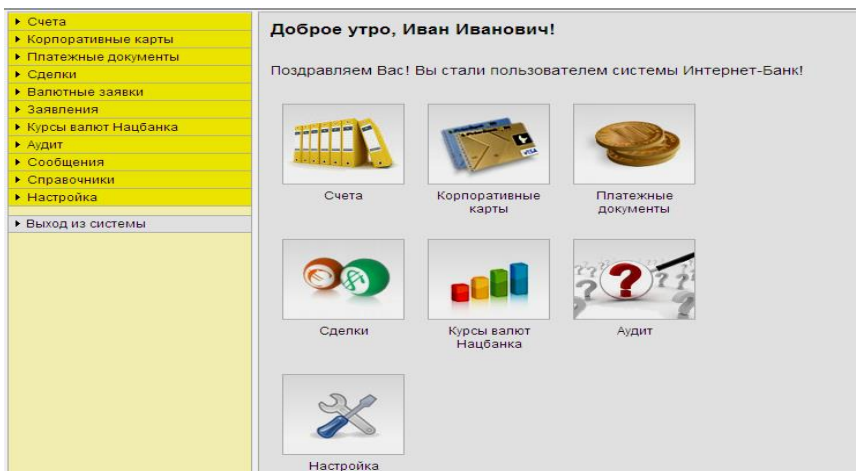 Счета
Корпоративные карты
Платежные документы
Сделки
Валютные заявки
Заявления
Курсы валют Нацбанка
Аудит
Сообщения
Справочники
Настройка
Выход из системы
Доброе утро, Иван Иванович!
Поздравляем Вас! Вы стали пользователем системы Интернет-Банк!
Счета
VISA
Корпоративные
карты
Платежные
документы
Сделки
Курсы валют
Нацбанка
Аудит
Настройка